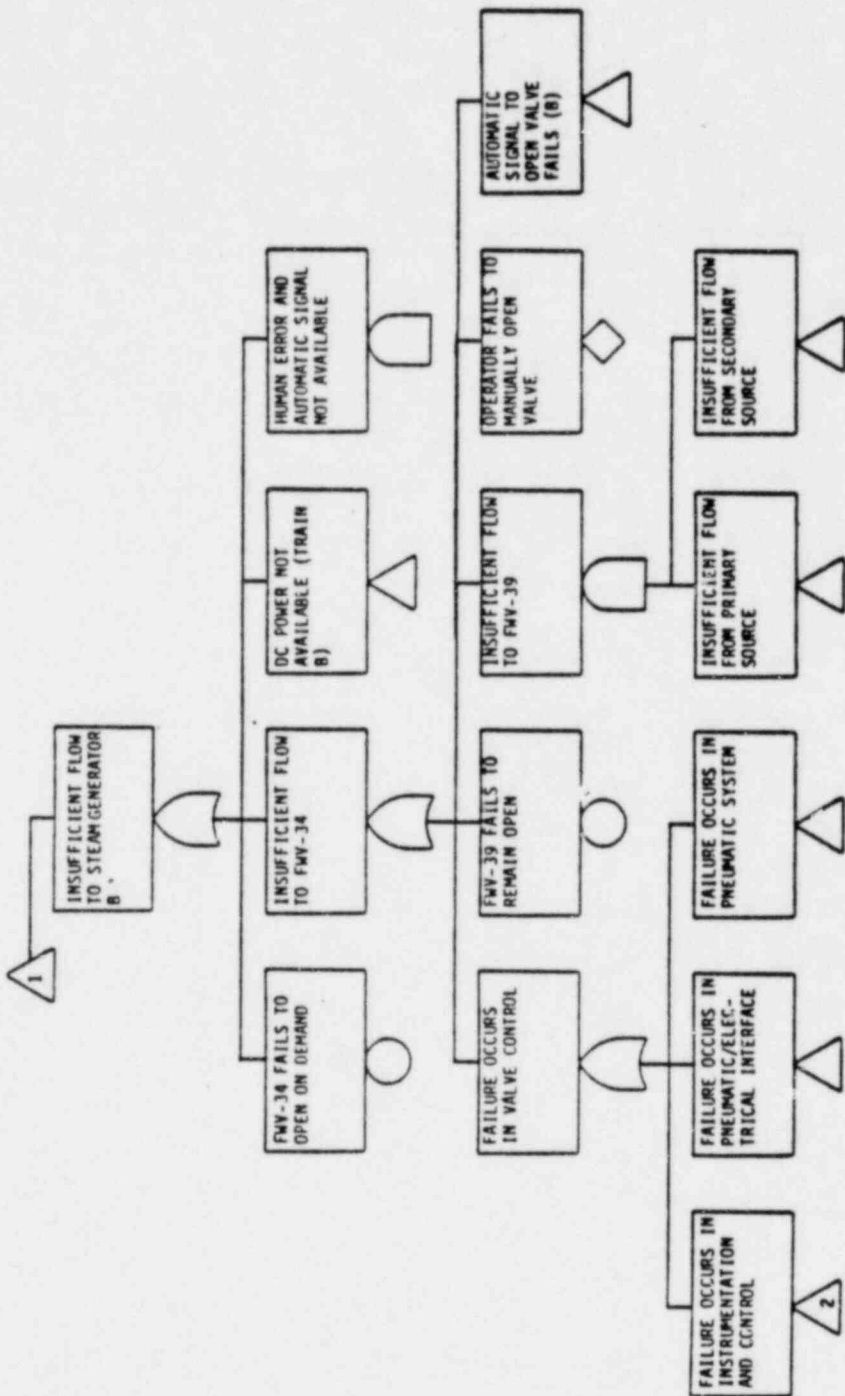 1
INSUFFICIENT FLOW
TO STEAM GENERATOR
B
FWV-34 FAILS TO
OPEN ON DEMAND
INSUFFICIENT FLOW
TO FWV-34
DC POWER NOT
AVAILABLE (TRAIN
B)
HUMAN ERROR AND
AUTOMATIC SIGNAL
NOT AVAILABLE
FAILURE OCCURS
IN VALVE CONTROL
FWV-39 FAILS TO
REMAIN OPEN
INSUFFICIENT FLOW
TO FWV-39
OPERATOR FAILS TO
MANUALLY OPEN
VALVE
AUTOMATIC
SIGNAL TO
OPEN VALVE
FAILS (B)
FAILURE OCCURS IN
INSTRUMENTATION
AND CONTROL
2
FAILURE OCCURS IN
PNEUMATIC/ELEC-
TRICAL INTERFACE
FAILURE OCCURS IN
PNEUMATIC SYSTEM
INSUFFICIENT FLOW
FROM PRIMARY
SOURCE
INSUFFICIENT FLOW
FROM SECONDARY
SOURCE